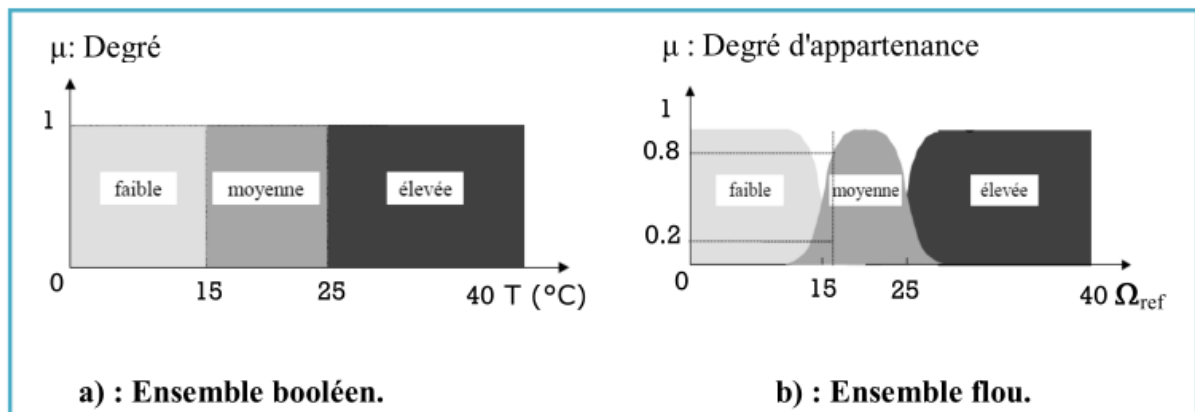 μ: Degré
1
faible
moyenne
élevée
0
15
25
40 T (°C)
a) : Ensemble booléen.
μ : Degré d'appartenance
1
0.8
faible
moyenne
élevée
0.2
0
15
25
40 Ωref
b) : Ensemble flou.